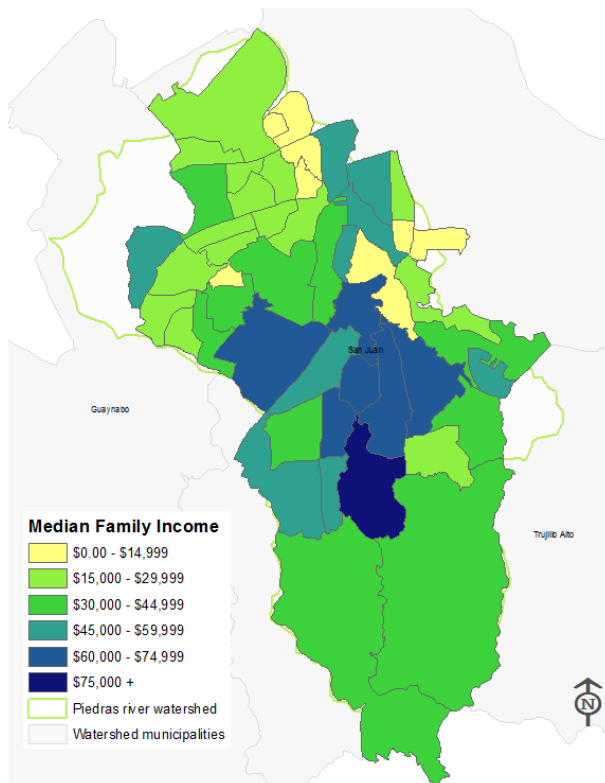 San Juan
Guaynabo
Trujillo Alto
Median Family Income
$0.00 - $14,999
$15,000 - $29,999
$30,000 - $44,999
$45,000 - $59,999
$60,000 - $74,999
$75,000 +
Piedras river watershed
Watershed municipalities
N